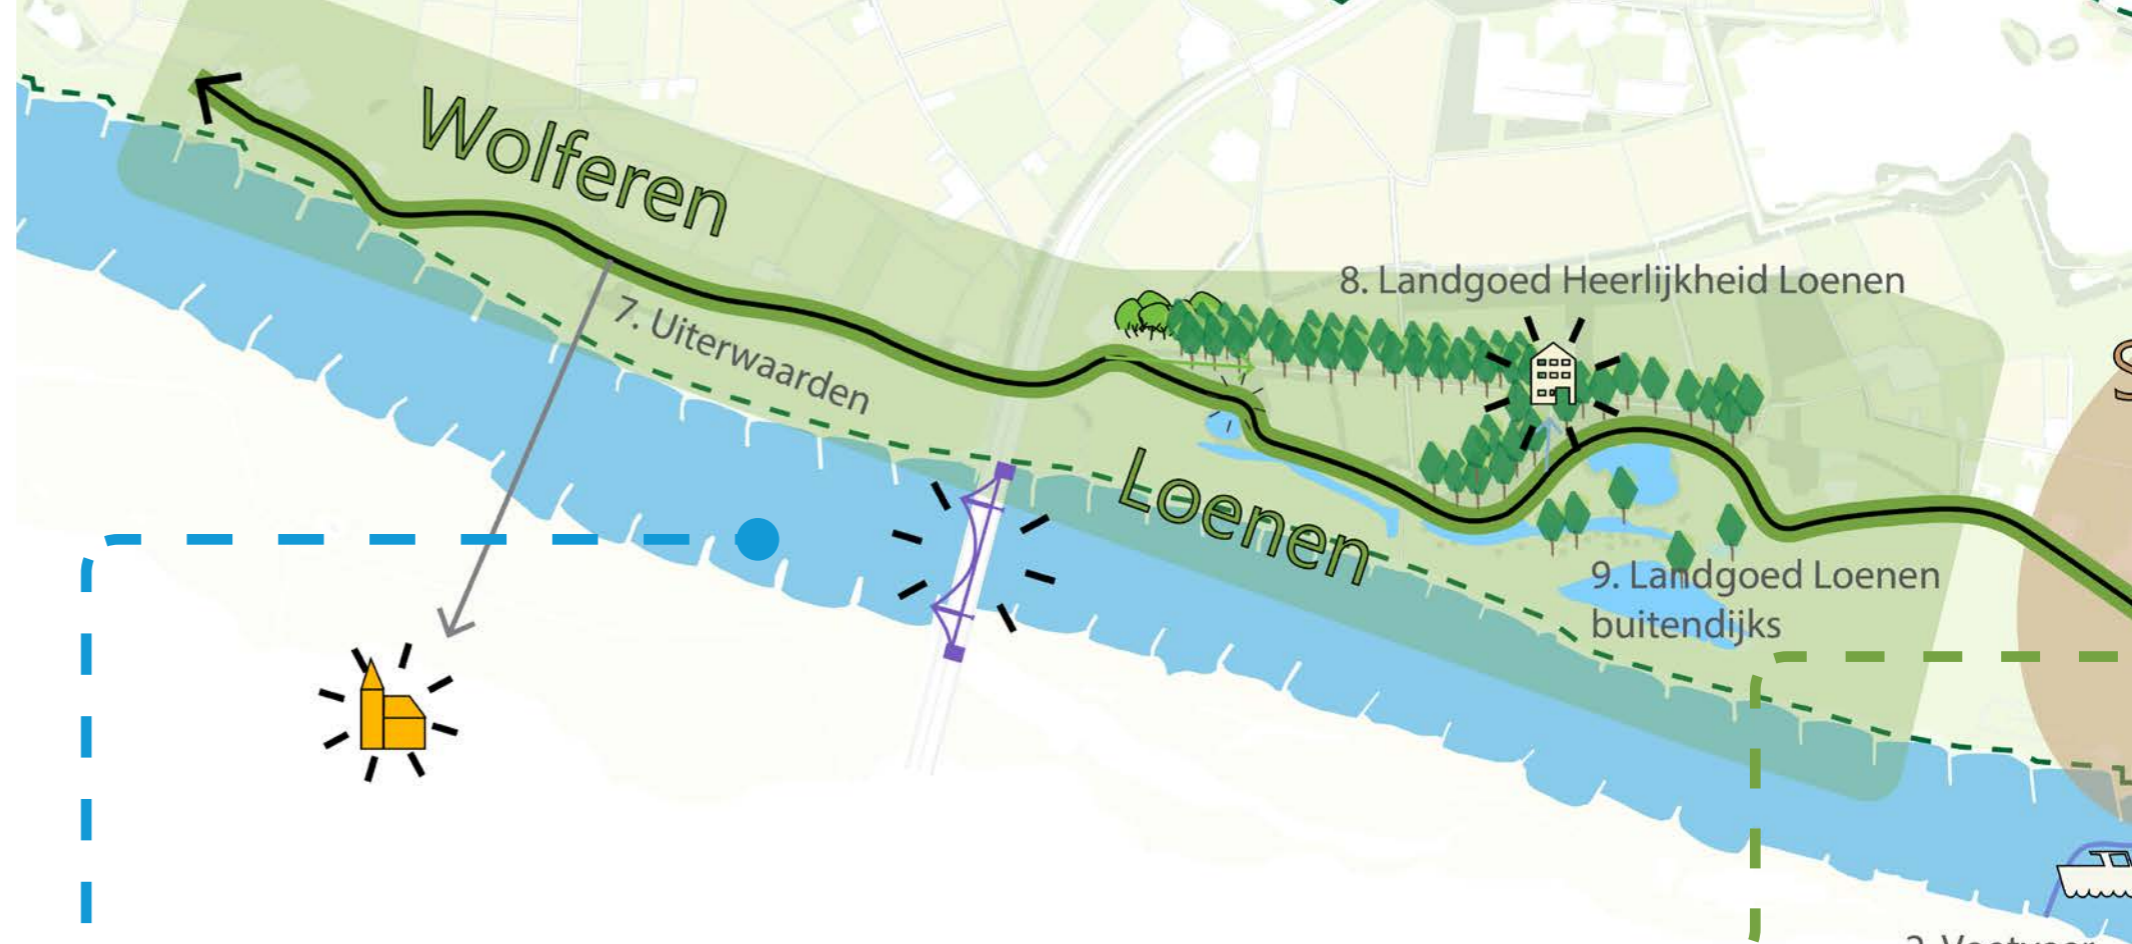 Wolferen
8. Landgoed Heerlijkheid Loenen
7. Uiterwaarden
Loenen
9. Landgoed Loenen
buitendijks